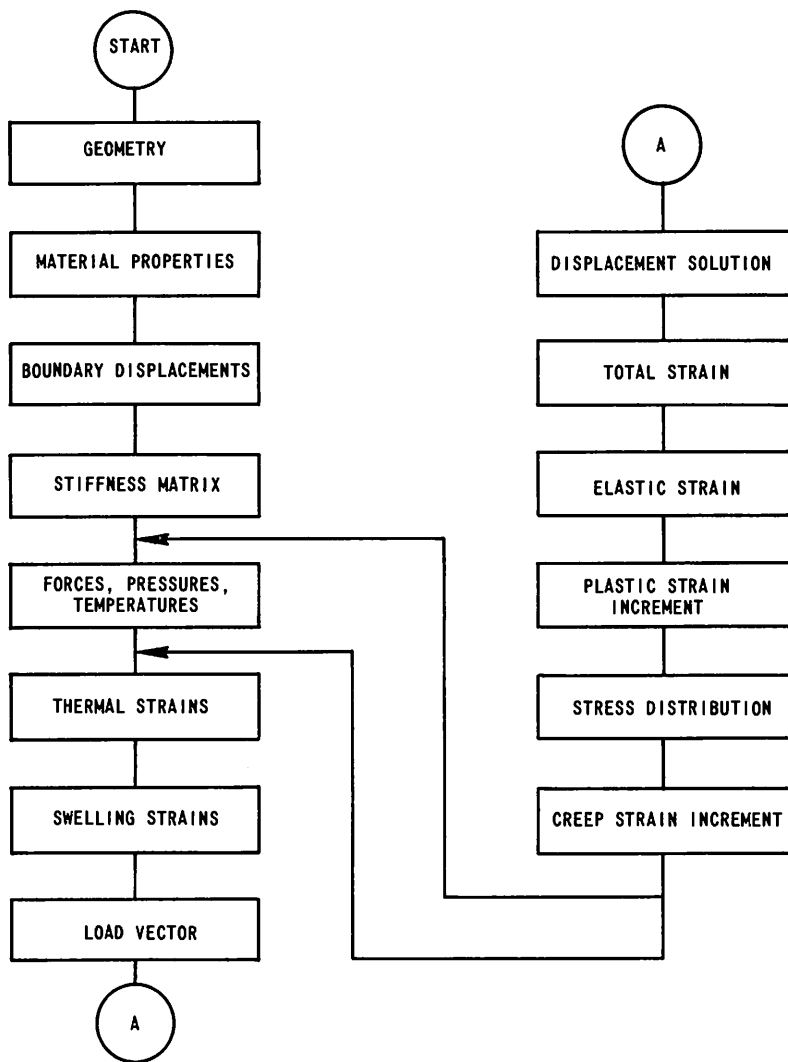 START
GEOMETRY
MATERIAL PROPERTIES
BOUNDARY DISPLACEMENTS
STIFFNESS MATRIX
FORCES, PRESSURES,
TEMPERATURES
THERMAL STRAINS
SWELLING STRAINS
LOAD VECTOR
A
A
DISPLACEMENT SOLUTION
TOTAL STRAIN
ELASTIC STRAIN
PLASTIC STRAIN
INCREMENT
STRESS DISTRIBUTION
CREEP STRAIN INCREMENT